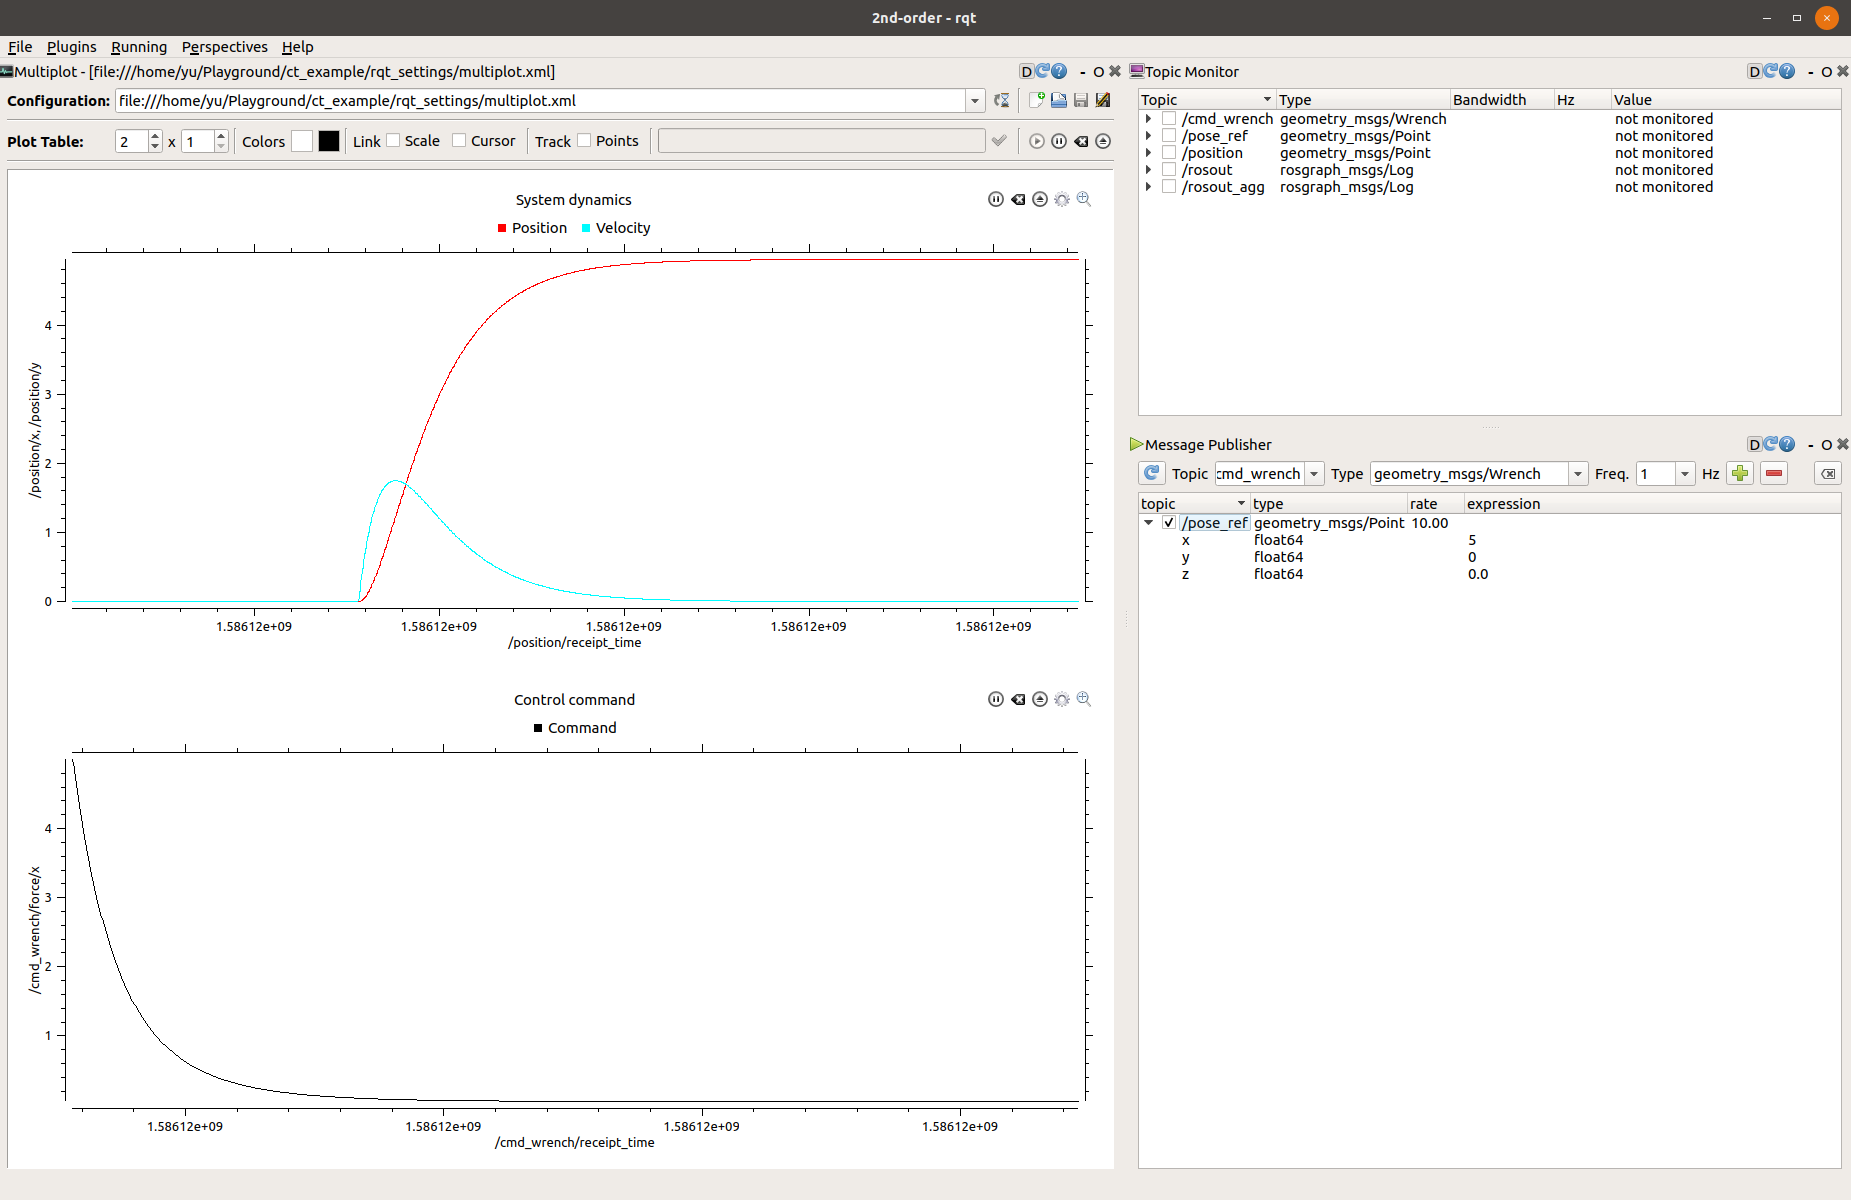 2nd-order - rqt
File Plugins Running Perspectives Help
Multiplot - [file:///home/yu/Playground/ct_example/rqt_settings/multiplot.xml] D - O
Configuration: file:///home/yu/Playground/ct_example/rqt_settings/multiplot.xml
Plot Table: 2 x 1 Colors Link Scale Cursor Track Points
System dynamics
Position Velocity
4
3
2
1
0
/position/x, /position/y
1.58612e+09 1.58612e+09 1.58612e+09 1.58612e+09 1.58612e+09
/position/receipt_time
Control command
Command
4
3
2
1
/cmd_wrench/force/x
1.58612e+09 1.58612e+09 1.58612e+09 1.58612e+09
/cmd_wrench/receipt_time
Topic Monitor D - O
Topic Type Bandwidth Hz Value
/cmd_wrench geometry_msgs/Wrench not monitored
/pose_ref geometry_msgs/Point not monitored
/position geometry_msgs/Point not monitored
/rosout rosgraph_msgs/Log not monitored
/rosout_agg rosgraph_msgs/Log not monitored
Message Publisher D - O
Topic cmd_wrench Type geometry_msgs/Wrench Freq. 1 Hz
topic type rate expression
/pose_ref geometry_msgs/Point 10.00
x float64 5
y float64 0
z float64 0.0